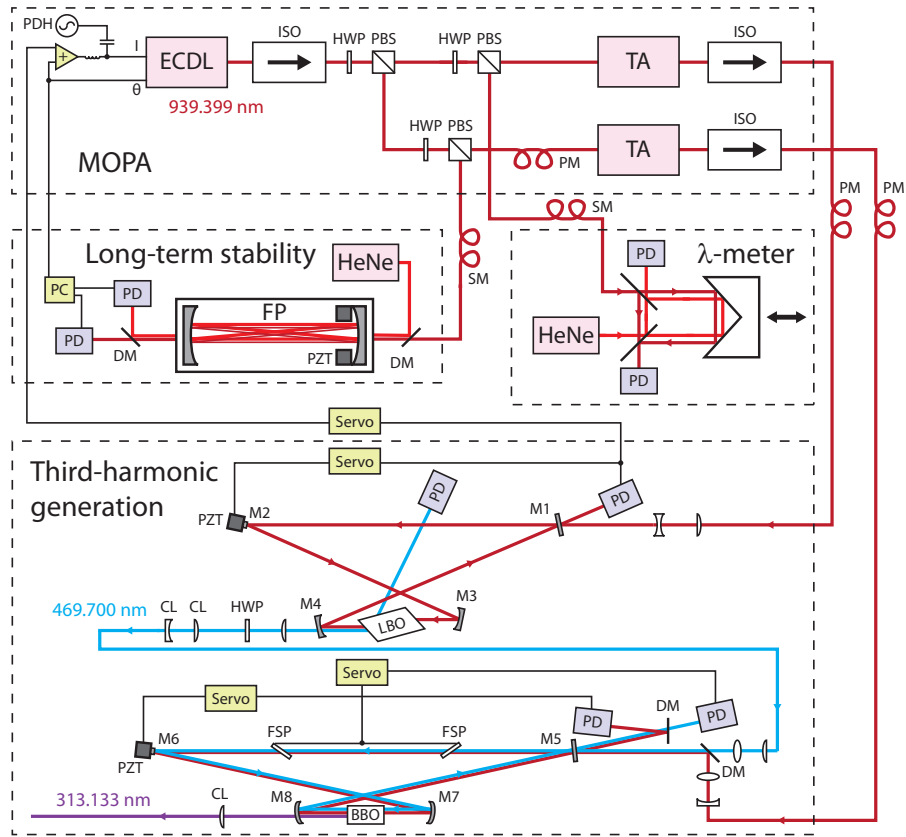 PDH
+
I
θ
ECDL
939.399 nm
ISO
HWP
PBS
HWP
PBS
TA
ISO
HWP
PBS
PM
TA
ISO
MOPA
PM
PM
SM
SM
Long-term stability
HeNe
PC
PD
PD
DM
FP
PZT
DM
λ-meter
PD
HeNe
PD
Servo
Servo
Third-harmonic
generation
PD
PD
PZT
M2
M1
M3
M4
LBO
469.700 nm
CL
CL
HWP
Servo
Servo
PD
DM
PD
M6
FSP
FSP
M5
PZT
DM
313.133 nm
CL
M8
BBO
M7